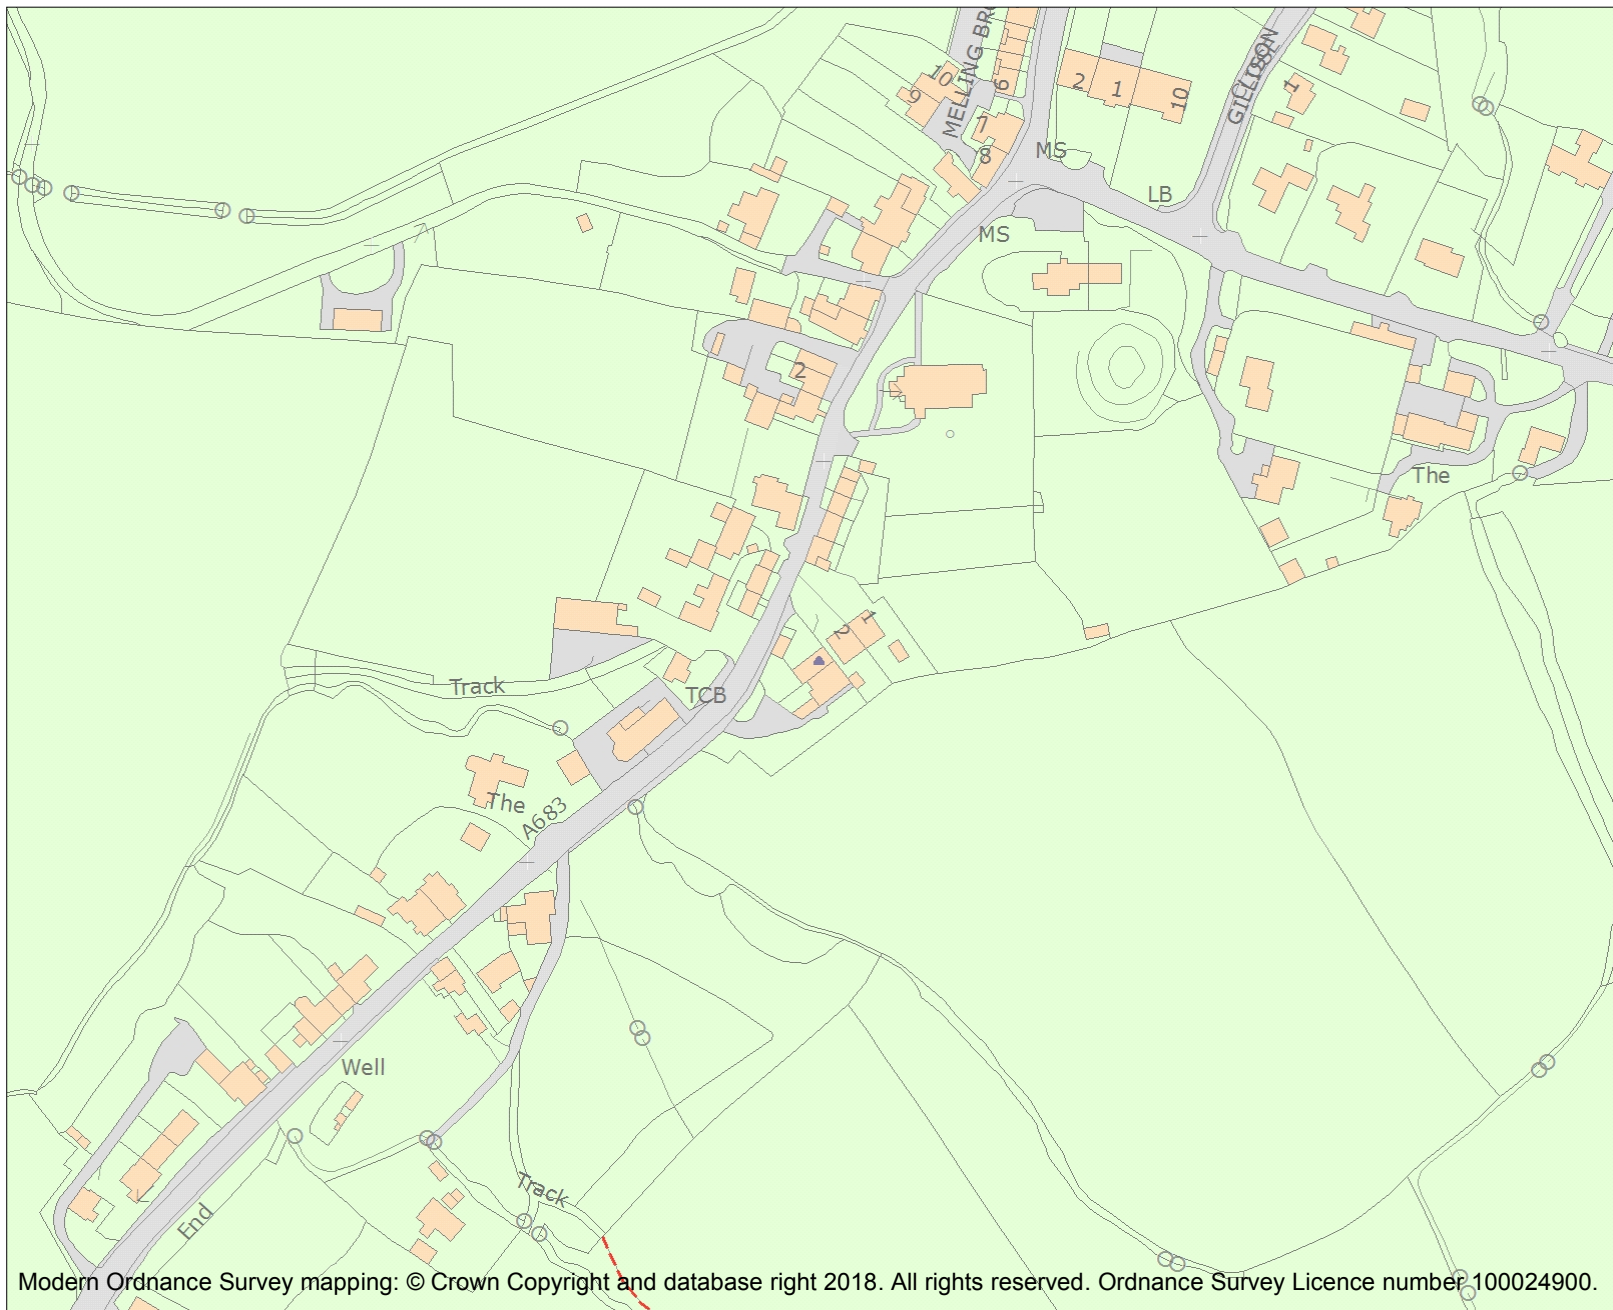 MELLING BR
10
9
6
7
8
2
1
10
GILLISON
CLOSE
1
MS
LB
MS
2
The
1
2
Track
TCB
The
A683
Well
Track
End
Modern Ordnance Survey mapping: © Crown Copyright and database right 2018. All rights reserved. Ordnance Survey Licence number 100024900.